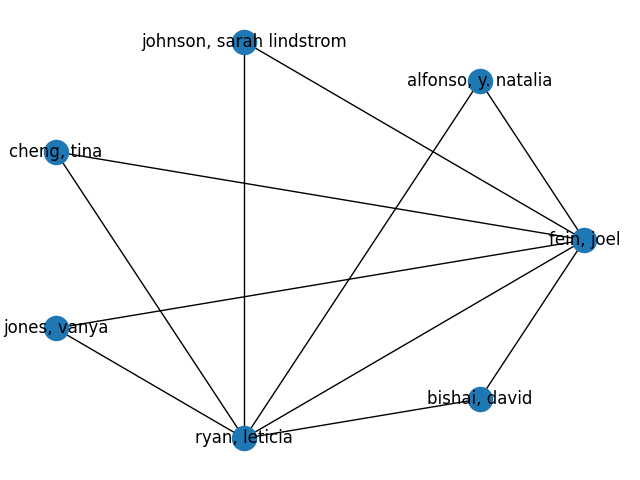 johnson, sarah lindstrom
alfonso, y. natalia
cheng, tina
fein, joel
jones, vanya
bishai, david
ryan, leticia